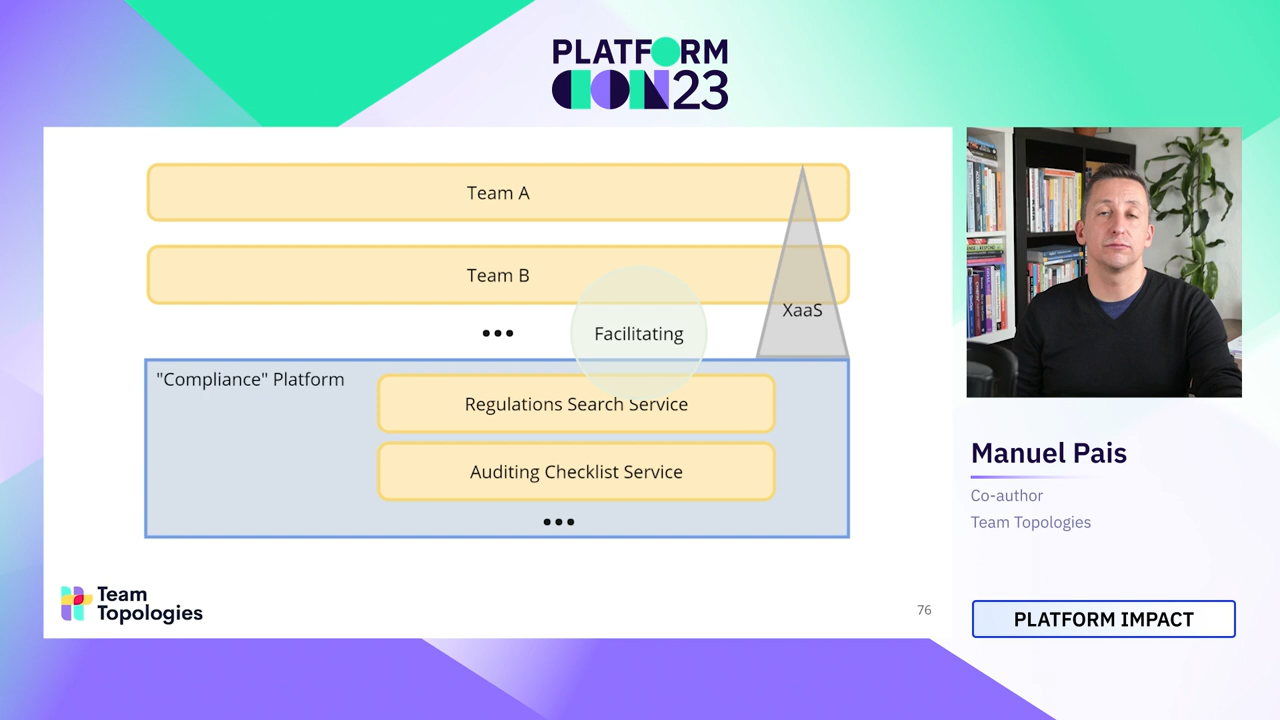 PLATFORM
CON23
Team A
Team B
•••
Facilitating
XaaS
"Compliance" Platform
Regulations Search Service
Auditing Checklist Service
•••
Team
Topologies
76
Manuel Pais
Co-author
Team Topologies
PLATFORM IMPACT